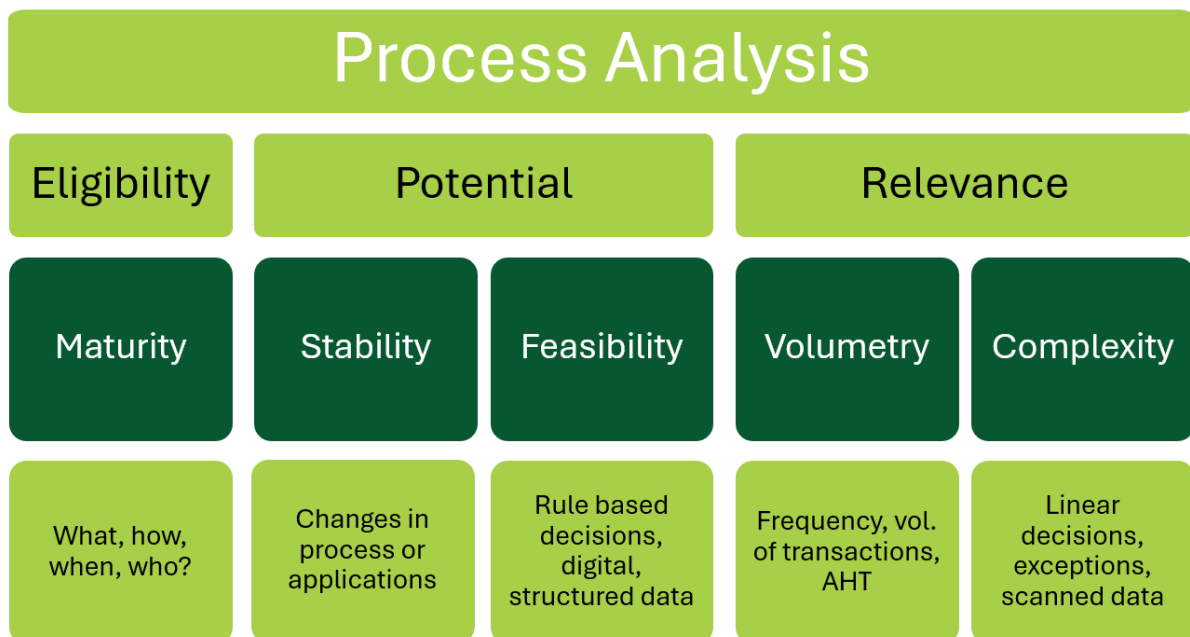 Process Analysis
Eligibility
Potential
Relevance
Maturity
Stability
Feasibility
Volumetry
Complexity
What, how,
when, who?
Changes in
process or
applications
Rule based
decisions,
digital,
structured data
Frequency, vol.
of transactions,
AHT
Linear
decisions,
exceptions,
scanned data